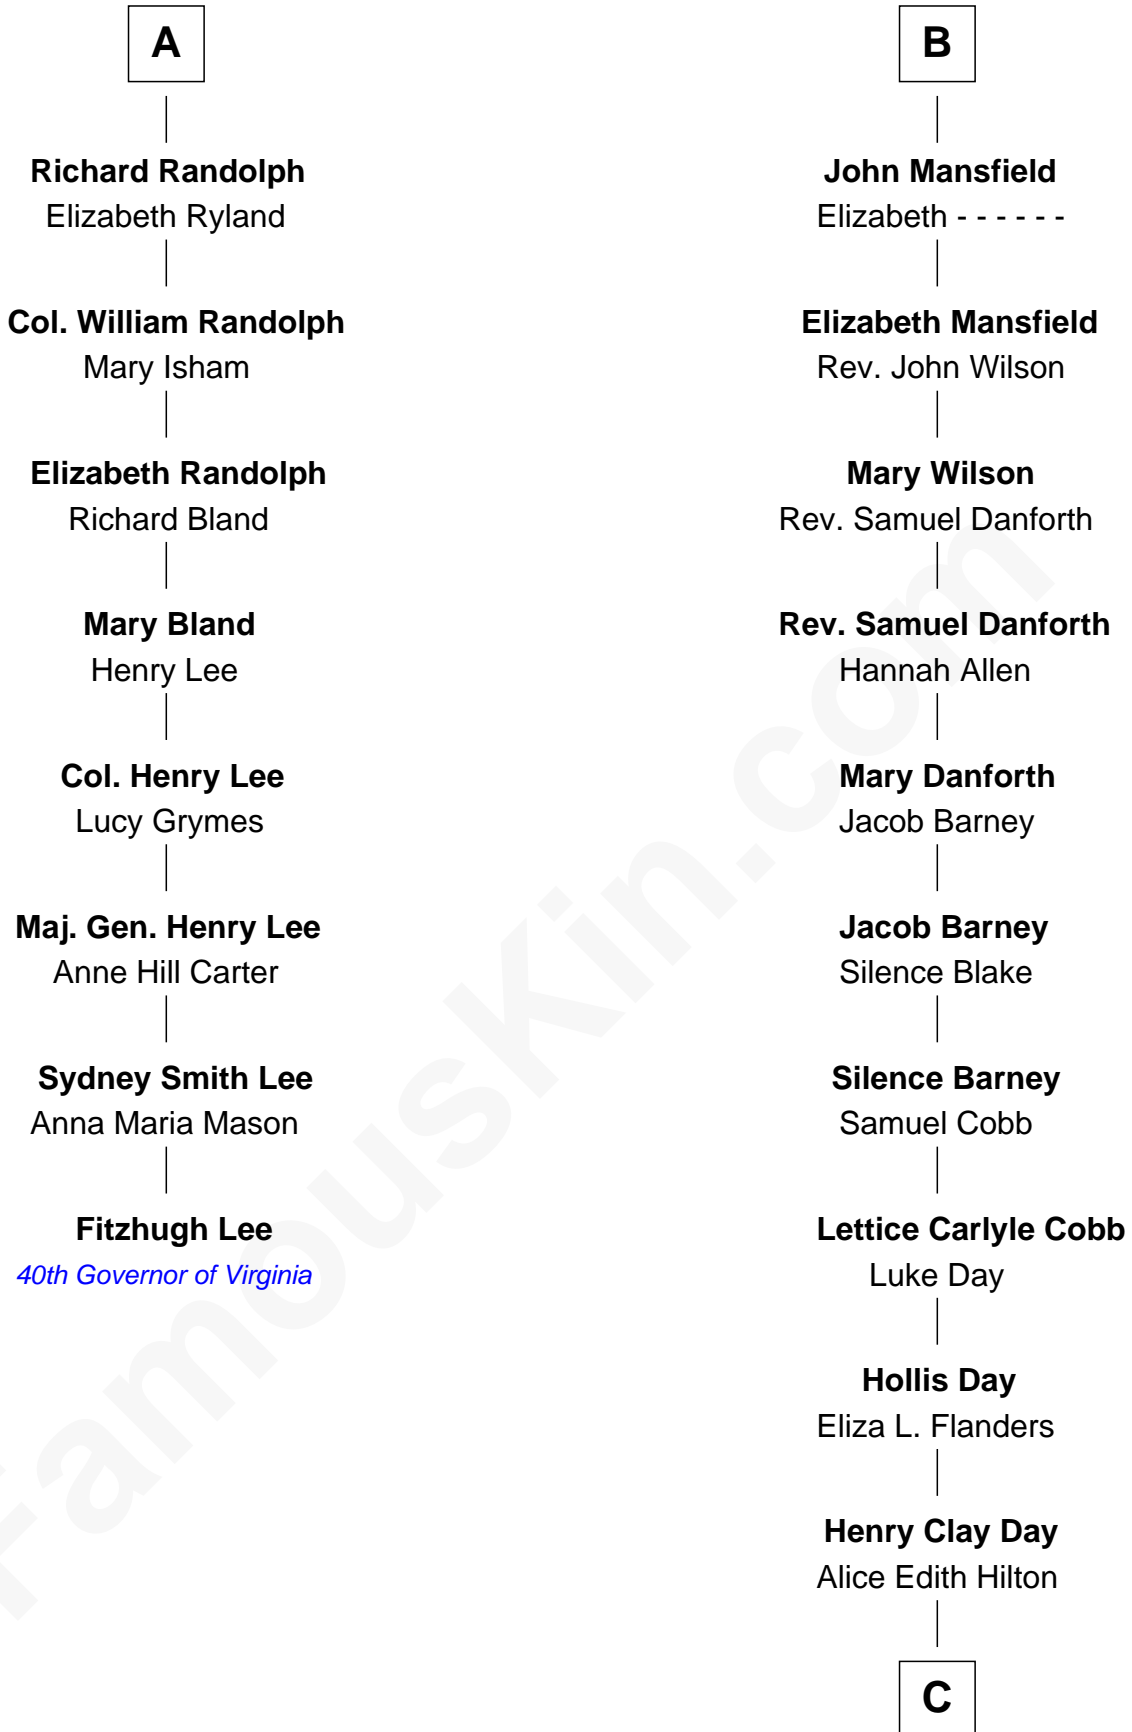 A
Richard Randolph
Elizabeth Ryland
Col. William Randolph
Mary Isham
Elizabeth Randolph
Richard Bland
Mary Bland
Henry Lee
Col. Henry Lee
Lucy Grymes
Maj. Gen. Henry Lee
Anne Hill Carter
Sydney Smith Lee
Anna Maria Mason
Fitzhugh Lee
40th Governor of Virginia
B
John Mansfield
Elizabeth - - - - - -
Elizabeth Mansfield
Rev. John Wilson
Mary Wilson
Rev. Samuel Danforth
Rev. Samuel Danforth
Hannah Allen
Mary Danforth
Jacob Barney
Jacob Barney
Silence Blake
Silence Barney
Samuel Cobb
Lettice Carlyle Cobb
Luke Day
Hollis Day
Eliza L. Flanders
Henry Clay Day
Alice Edith Hilton
C
FamousKin.com